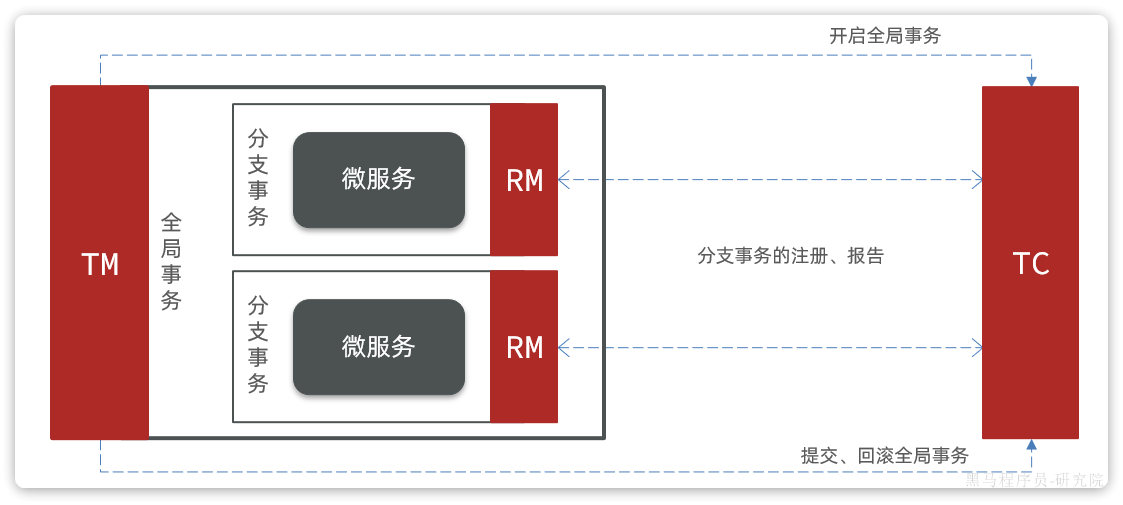 开启全局事务
TM
全局事务
分支事务
微服务
RM
分支事务
微服务
RM
分支事务的注册、报告
TC
提交、回滚全局事务
黑马程序员-研究院